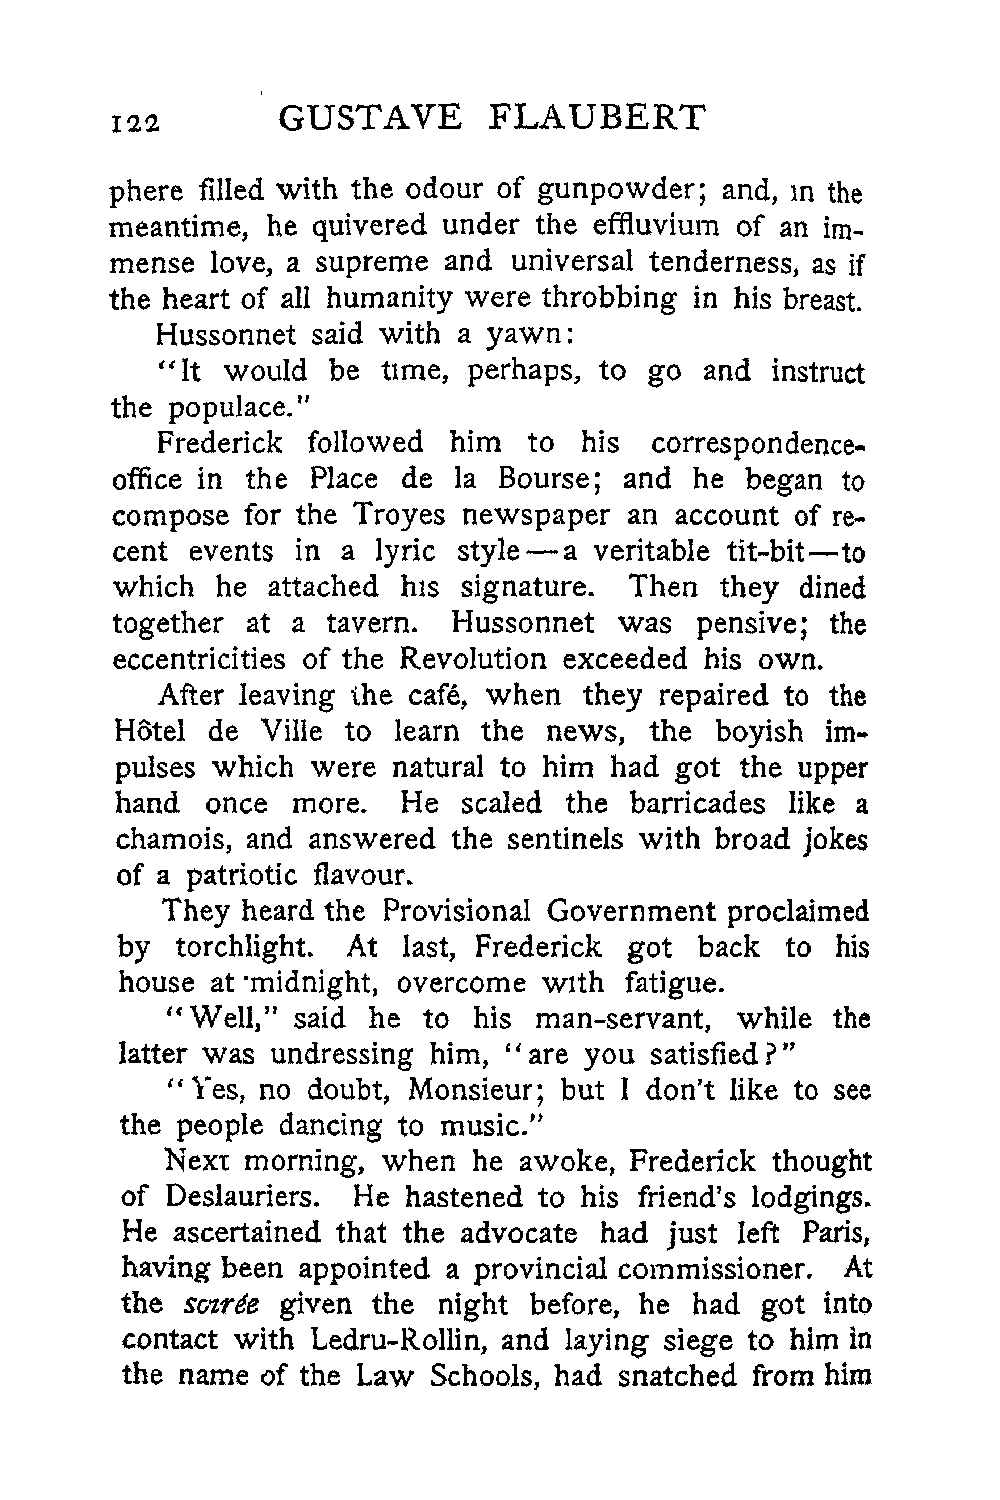 122 GUSTAVE FLAUBERT
phere filled with the odour of gunpowder; and, in the
meantime, he quivered under the effluvium of an im-
mense love, a supreme and universal tenderness, as if
the heart of all humanity were throbbing in his breast.
Hussonnet said with a yawn:
"It would be time, perhaps, to go and instruct
the populace."
Frederick followed him to his correspondence-
office in the Place de la Bourse; and he began to
compose for the Troyes newspaper an account of re-
cent events in a lyric style—a veritable tit-bit—to
which he attached his signature. Then they dined
together at a tavern. Hussonnet was pensive; the
eccentricities of the Revolution exceeded his own.
After leaving the café, when they repaired to the
Hôtel de Ville to learn the news, the boyish im-
pulses which were natural to him had got the upper
hand once more. He scaled the barricades like a
chamois, and answered the sentinels with broad jokes
of a patriotic flavour.
They heard the Provisional Government proclaimed
by torchlight. At last, Frederick got back to his
house at midnight, overcome with fatigue.
"Well," said he to his man-servant, while the
latter was undressing him, "are you satisfied?"
"Yes, no doubt, Monsieur; but I don't like to see
the people dancing to music."
Next morning, when he awoke, Frederick thought
of Deslauriers. He hastened to his friend's lodgings.
He ascertained that the advocate had just left Paris,
having been appointed a provincial commissioner. At
the soirée given the night before, he had got into
contact with Ledru-Rollin, and laying siege to him in
the name of the Law Schools, had snatched from him